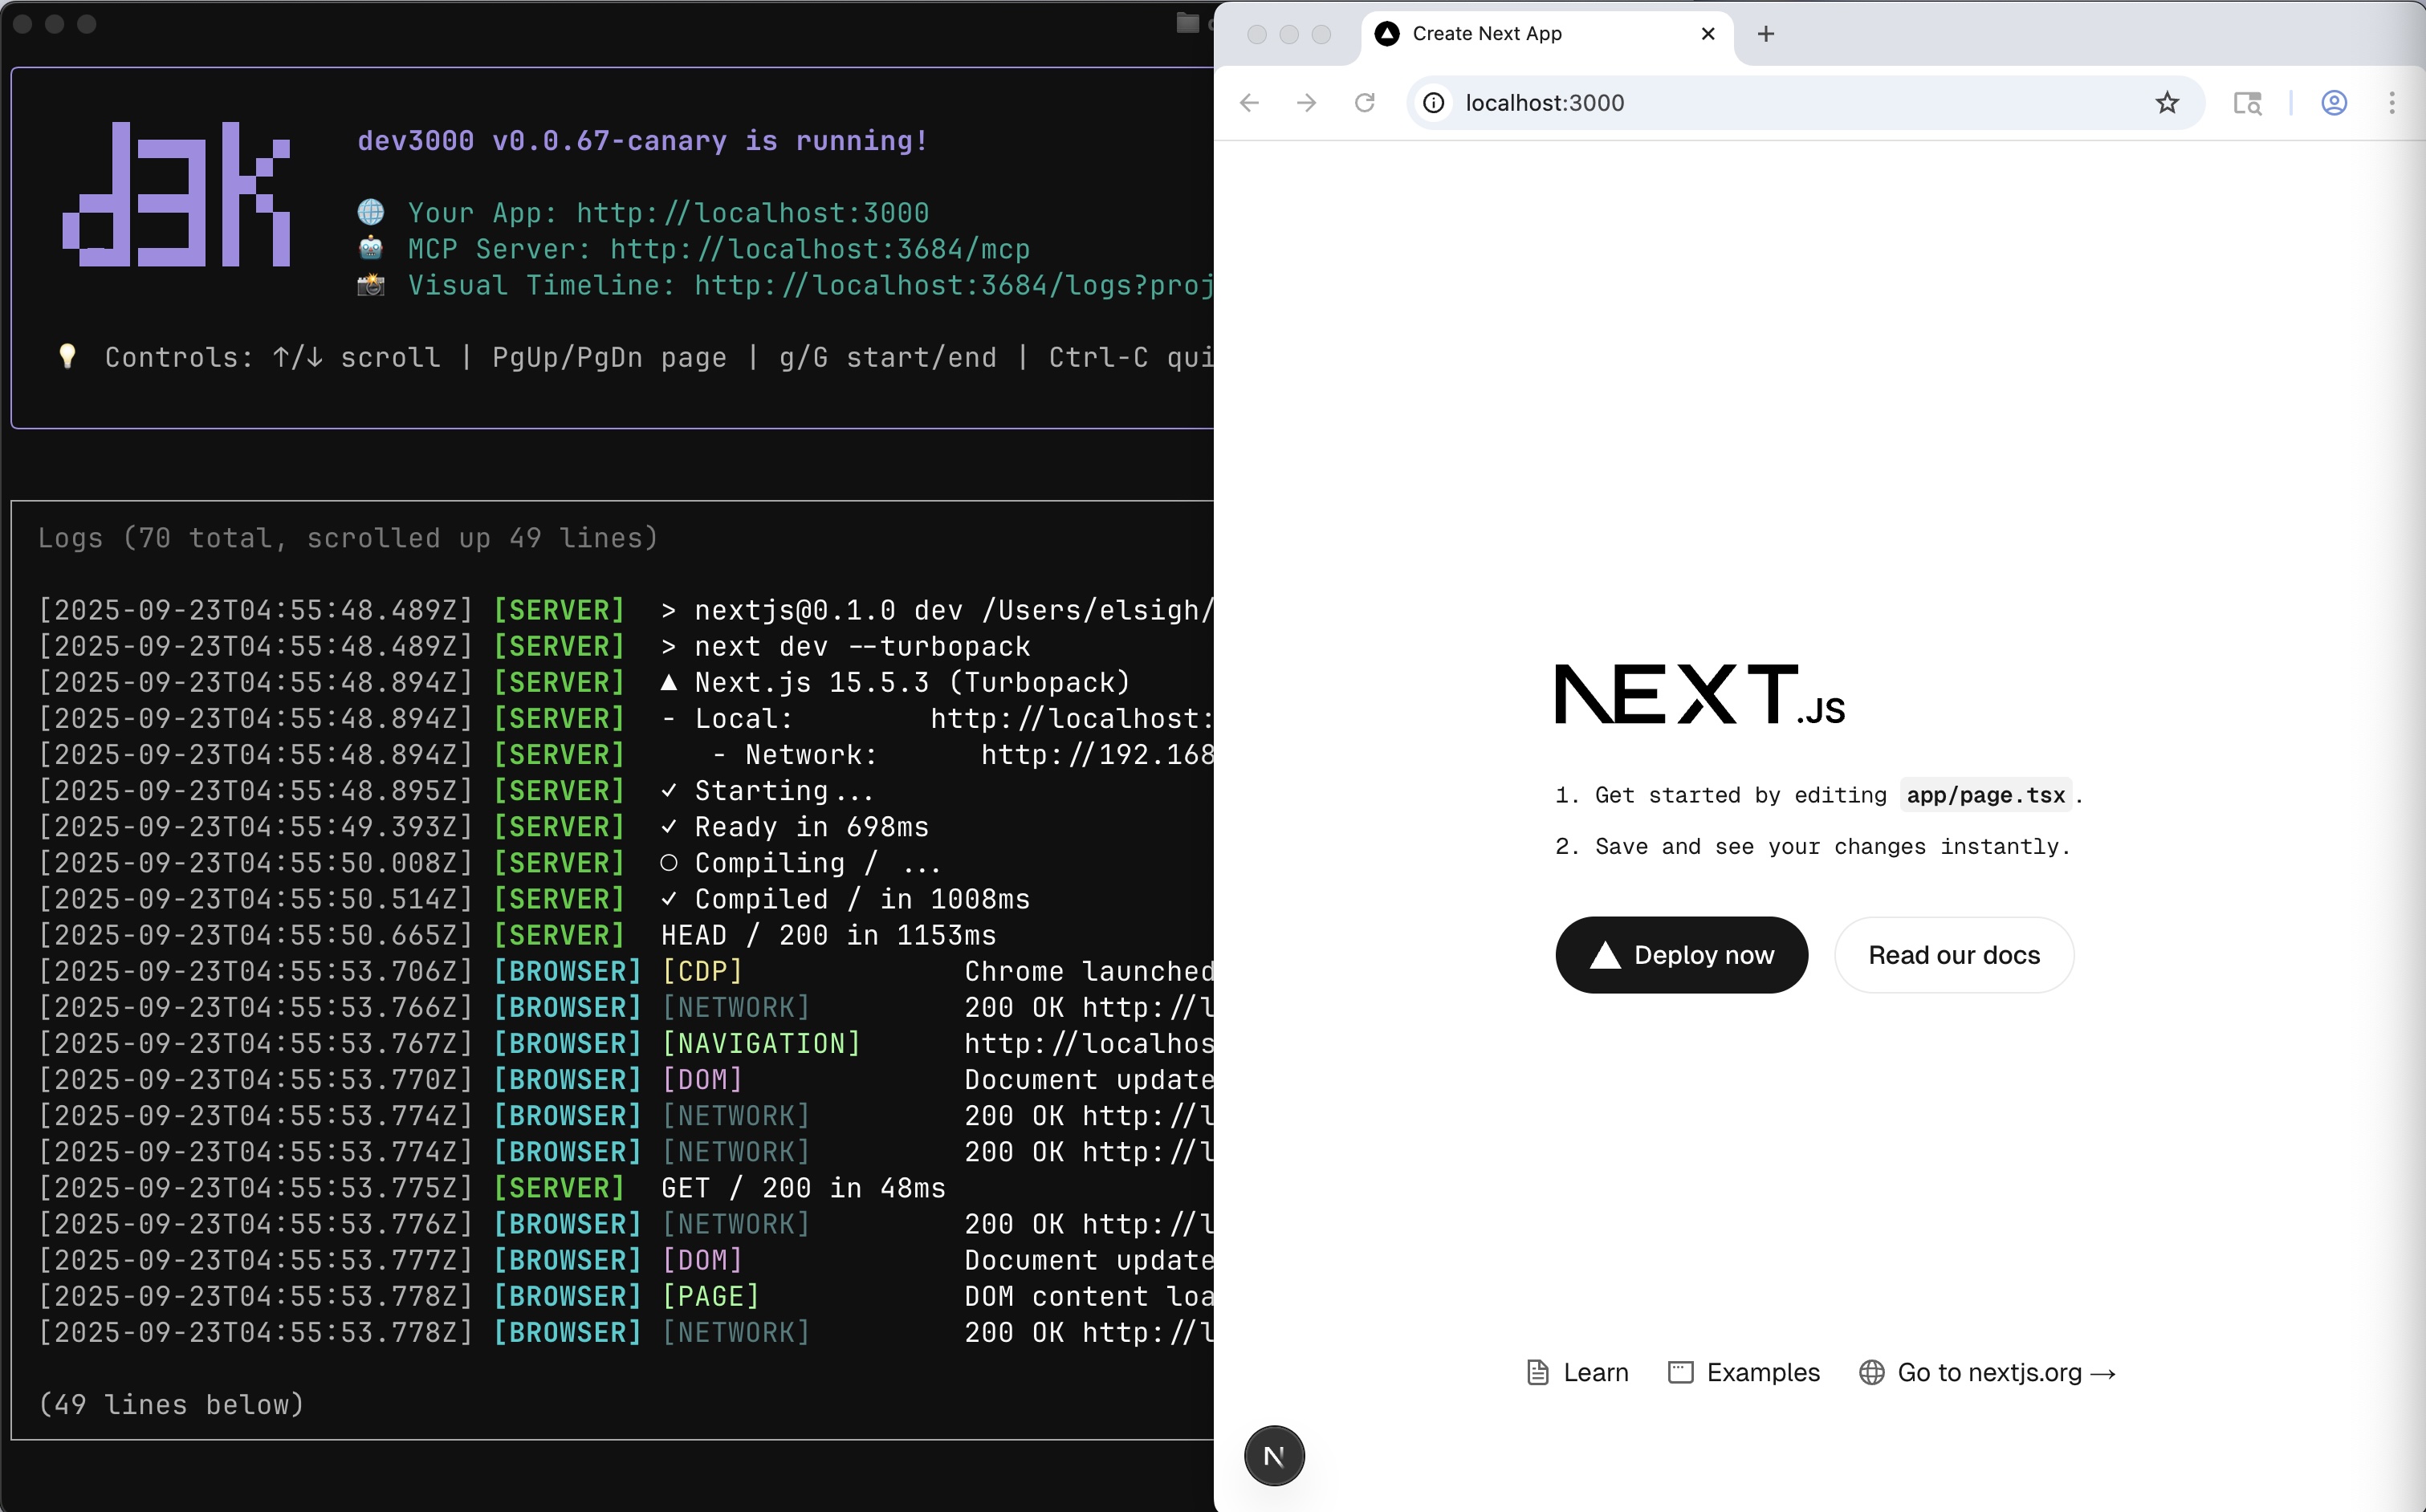 d3k
dev3000 v0.0.67-canary is running!
🌐 Your App: http://localhost:3000
🤖 MCP Server: http://localhost:3684/mcp
📸 Visual Timeline: http://localhost:3684/logs?proj
💡 Controls: ↑/↓ scroll | PgUp/PgDn page | g/G start/end | Ctrl-C qui
Logs (70 total, scrolled up 49 lines)
[2025-09-23T04:55:48.489Z] [SERVER] > nextjs@0.1.0 dev /Users/elsigh/
[2025-09-23T04:55:48.489Z] [SERVER] > next dev --turbopack
[2025-09-23T04:55:48.894Z] [SERVER] ▲ Next.js 15.5.3 (Turbopack)
[2025-09-23T04:55:48.894Z] [SERVER] - Local: http://localhost:
[2025-09-23T04:55:48.894Z] [SERVER] - Network: http://192.168
[2025-09-23T04:55:48.895Z] [SERVER] ✓ Starting...
[2025-09-23T04:55:49.393Z] [SERVER] ✓ Ready in 698ms
[2025-09-23T04:55:50.008Z] [SERVER] ○ Compiling / ...
[2025-09-23T04:55:50.514Z] [SERVER] ✓ Compiled / in 1008ms
[2025-09-23T04:55:50.665Z] [SERVER] HEAD / 200 in 1153ms
[2025-09-23T04:55:53.706Z] [BROWSER] [CDP] Chrome launched
[2025-09-23T04:55:53.766Z] [BROWSER] [NETWORK] 200 OK http://l
[2025-09-23T04:55:53.767Z] [BROWSER] [NAVIGATION] http://localhos
[2025-09-23T04:55:53.770Z] [BROWSER] [DOM] Document update
[2025-09-23T04:55:53.774Z] [BROWSER] [NETWORK] 200 OK http://l
[2025-09-23T04:55:53.774Z] [BROWSER] [NETWORK] 200 OK http://l
[2025-09-23T04:55:53.775Z] [SERVER] GET / 200 in 48ms
[2025-09-23T04:55:53.776Z] [BROWSER] [NETWORK] 200 OK http://l
[2025-09-23T04:55:53.777Z] [BROWSER] [DOM] Document update
[2025-09-23T04:55:53.778Z] [BROWSER] [PAGE] DOM content loa
[2025-09-23T04:55:53.778Z] [BROWSER] [NETWORK] 200 OK http://l
(49 lines below)
Create Next App
localhost:3000
NEXT.JS
1. Get started by editing app/page.tsx.
2. Save and see your changes instantly.
Deploy now
Read our docs
Learn
Examples
Go to nextjs.org →
N